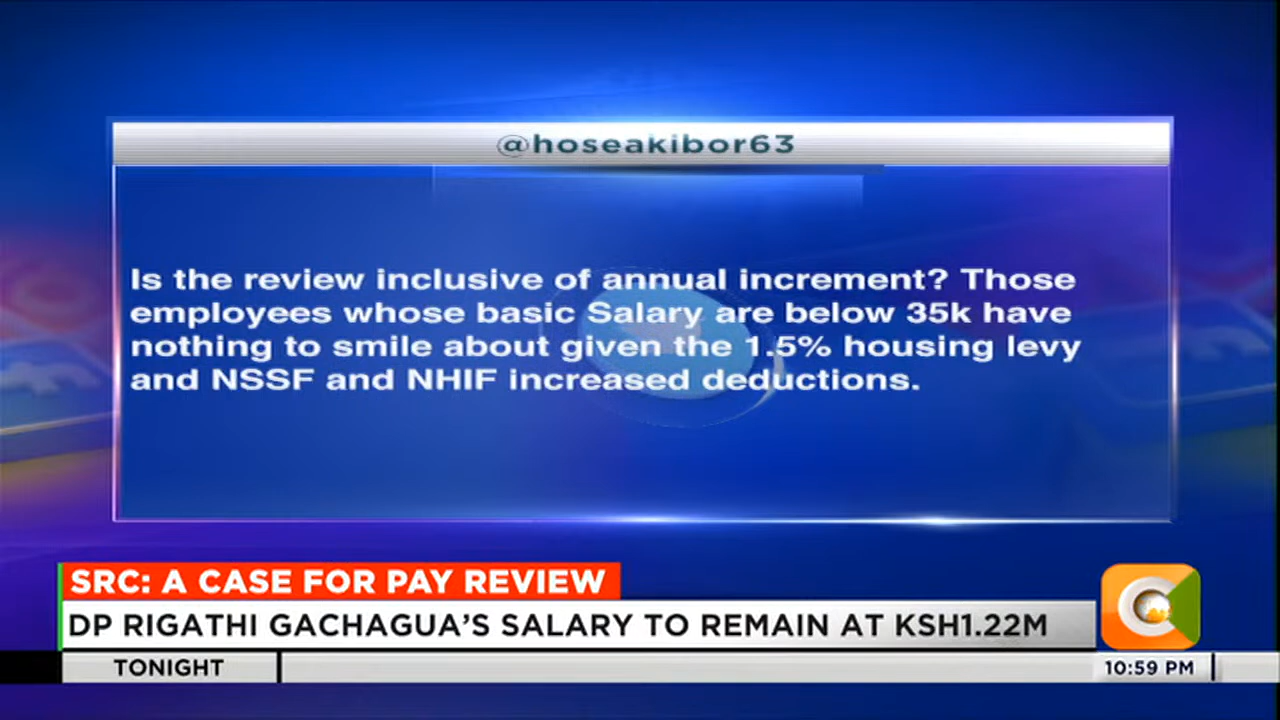 @hoseakibor63
Is the review inclusive of annual increment? Those
employees whose basic Salary are below 35k have
nothing to smile about given the 1.5% housing levy
and NSSF and NHIF increased deductions.
SRC: A CASE FOR PAY REVIEW
DP RIGATHI GACHAGUA'S SALARY TO REMAIN AT KSH1.22M
TONIGHT
10:59 PM